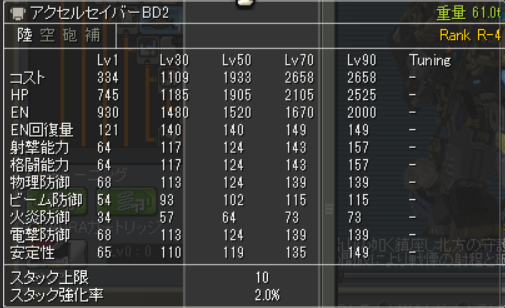 アクセルセイバーBD2 重量 61.0t
陸 空 砲 補 Rank R-4
Lv1 Lv30 Lv50 Lv70 Lv90 Tuning
コスト 334 1109 1933 2658 2658 -
HP 745 1185 1905 2105 2525 -
EN 930 1480 1520 1670 2000 -
EN回復量 121 140 140 149 149 -
射撃能力 64 117 124 143 157 -
格闘能力 64 117 124 143 157 -
物理防御 68 113 124 139 139 -
ビーム防御 54 93 102 115 115 -
火炎防御 34 57 64 73 73 -
電撃防御 68 113 124 139 139 -
安定性 65 110 119 135 149 -
スタック上限 10
スタック強化率 2.0%